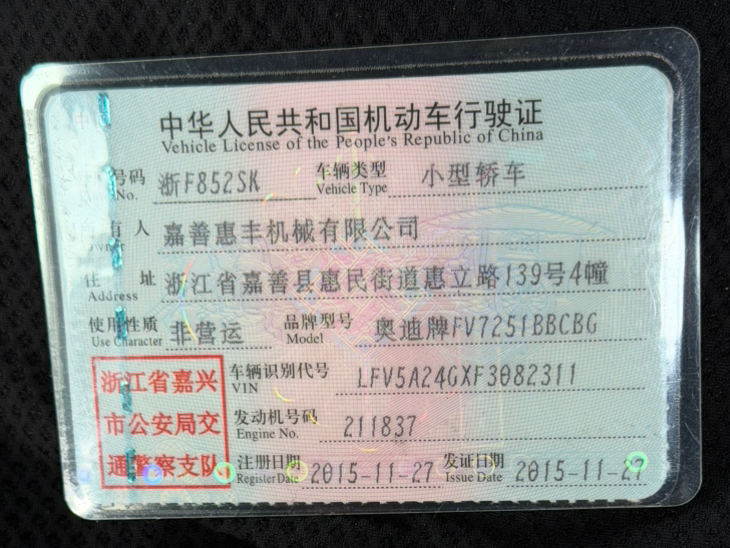 中华人民共和国机动车行驶证
Vehicle License of the People's Republic of China
号码 浙F852SK 车辆类型 小型轿车
No. Vehicle Type
有人 嘉善惠丰机械有限公司
住址 浙江省嘉善县惠民街道惠立路139号4幢
Address
使用性质 非营运 品牌型号 奥迪牌FV7251BBCBG
Use Character Model
浙江省嘉兴 车辆识别代号 LFV5A24GXF3082311
VIN
市公安局交 发动机号码 211837
Engine No.
通警察支队 注册日期 2015-11-27 发证日期 2015-11-27
Register Date Issue Date